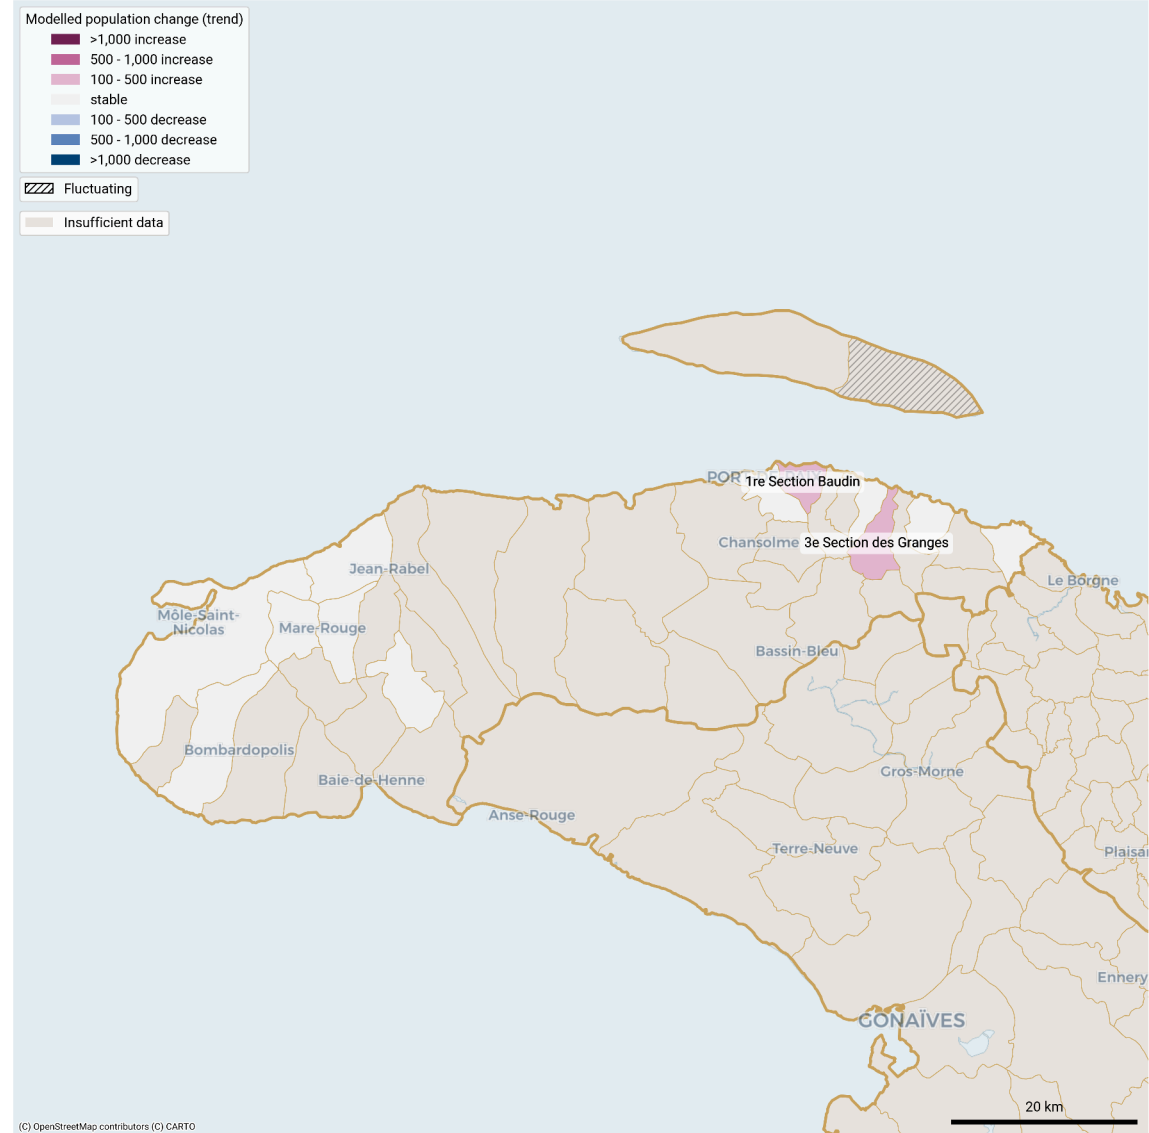 Modelled population change (trend)
>1,000 increase
500 - 1,000 increase
100 - 500 increase
stable
100 - 500 decrease
500 - 1,000 decrease
>1,000 decrease
Fluctuating
Insufficient data
1re Section Baudin
Chansolme
3e Section des Granges
Jean-Rabel
Le Borgne
Môle-Saint-
Nicolas
Mare-Rouge
Bassin-Bleu
Bombardopolis
Gros-Morne
Baie-de-Henne
Anse-Rouge
Terre-Neuve
Plaisa
Ennery
GONAÏVES
20 km
(C) OpenStreetMap contributors (C) CARTO